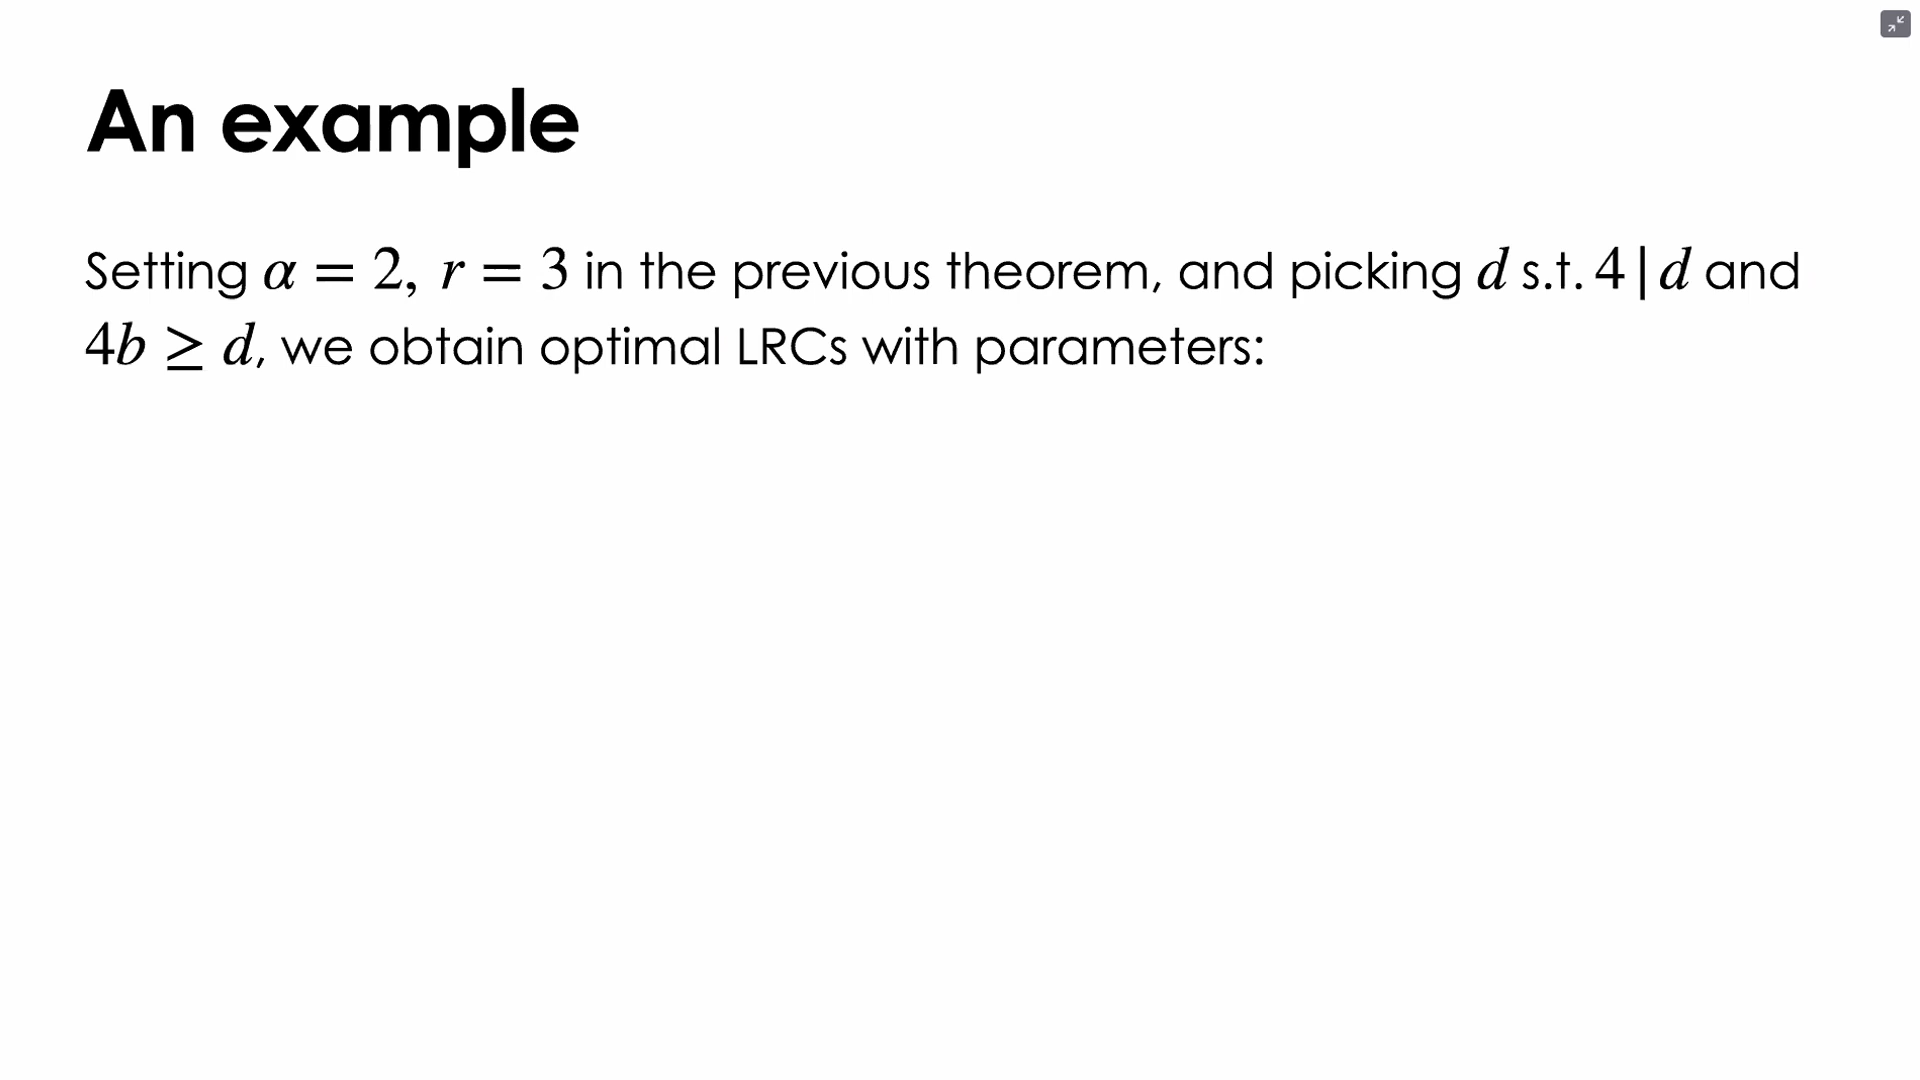 An example
Setting α = 2, r = 3 in the previous theorem, and picking d s.t. 4 | d and
4b ≥ d, we obtain optimal LRCs with parameters: